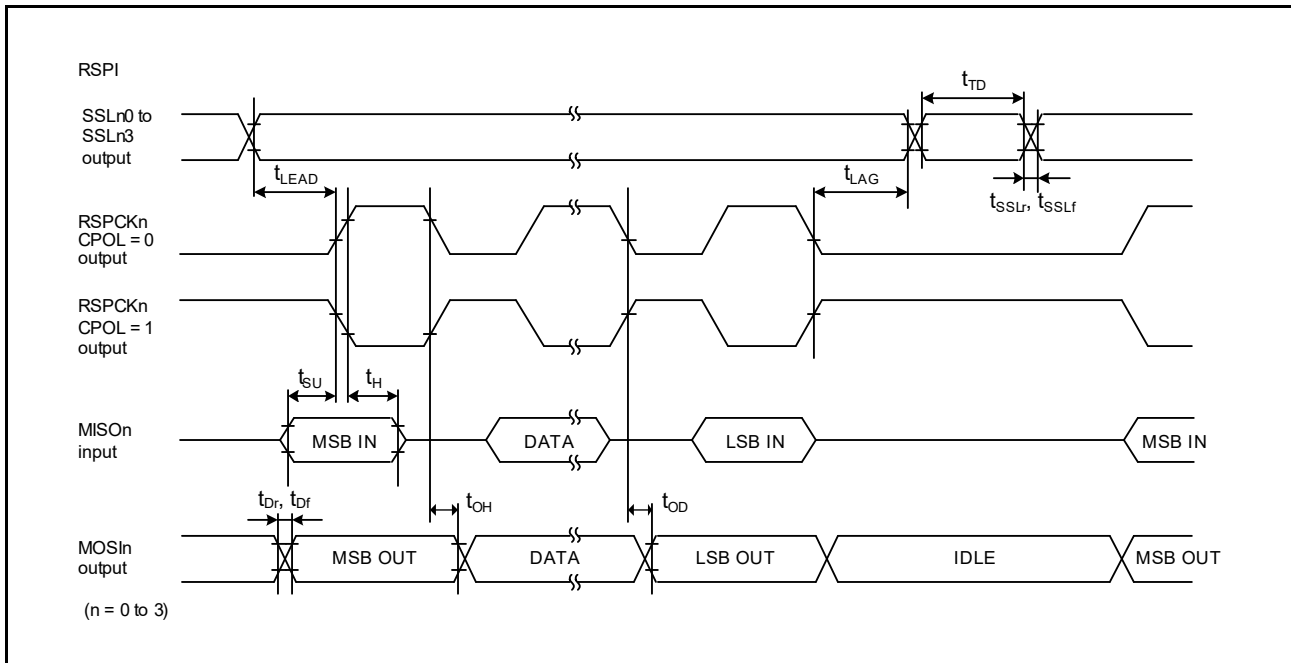 RSPI
SSLn0 to
SSLn3
output
tTD
tLEAD
tLAG
tSSLr, tSSLf
RSPCKn
CPOL = 0
output
RSPCKn
CPOL = 1
output
tSU
tH
MISOn
input
MSB IN
DATA
LSB IN
MSB IN
tDr, tDf
tOH
tOD
MOSIn
output
MSB OUT
DATA
LSB OUT
IDLE
MSB OUT
(n = 0 to 3)